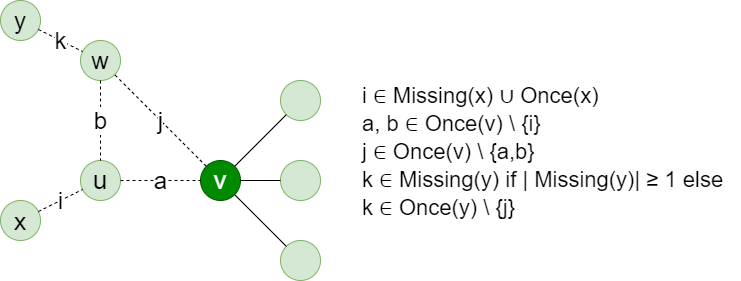 y
k
w
b
j
u
a
v
i
x
i ∈ Missing(x) ∪ Once(x)
a, b ∈ Once(v) \ {i}
j ∈ Once(v) \ {a,b}
k ∈ Missing(y) if | Missing(y)| ≥ 1 else
k ∈ Once(y) \ {j}